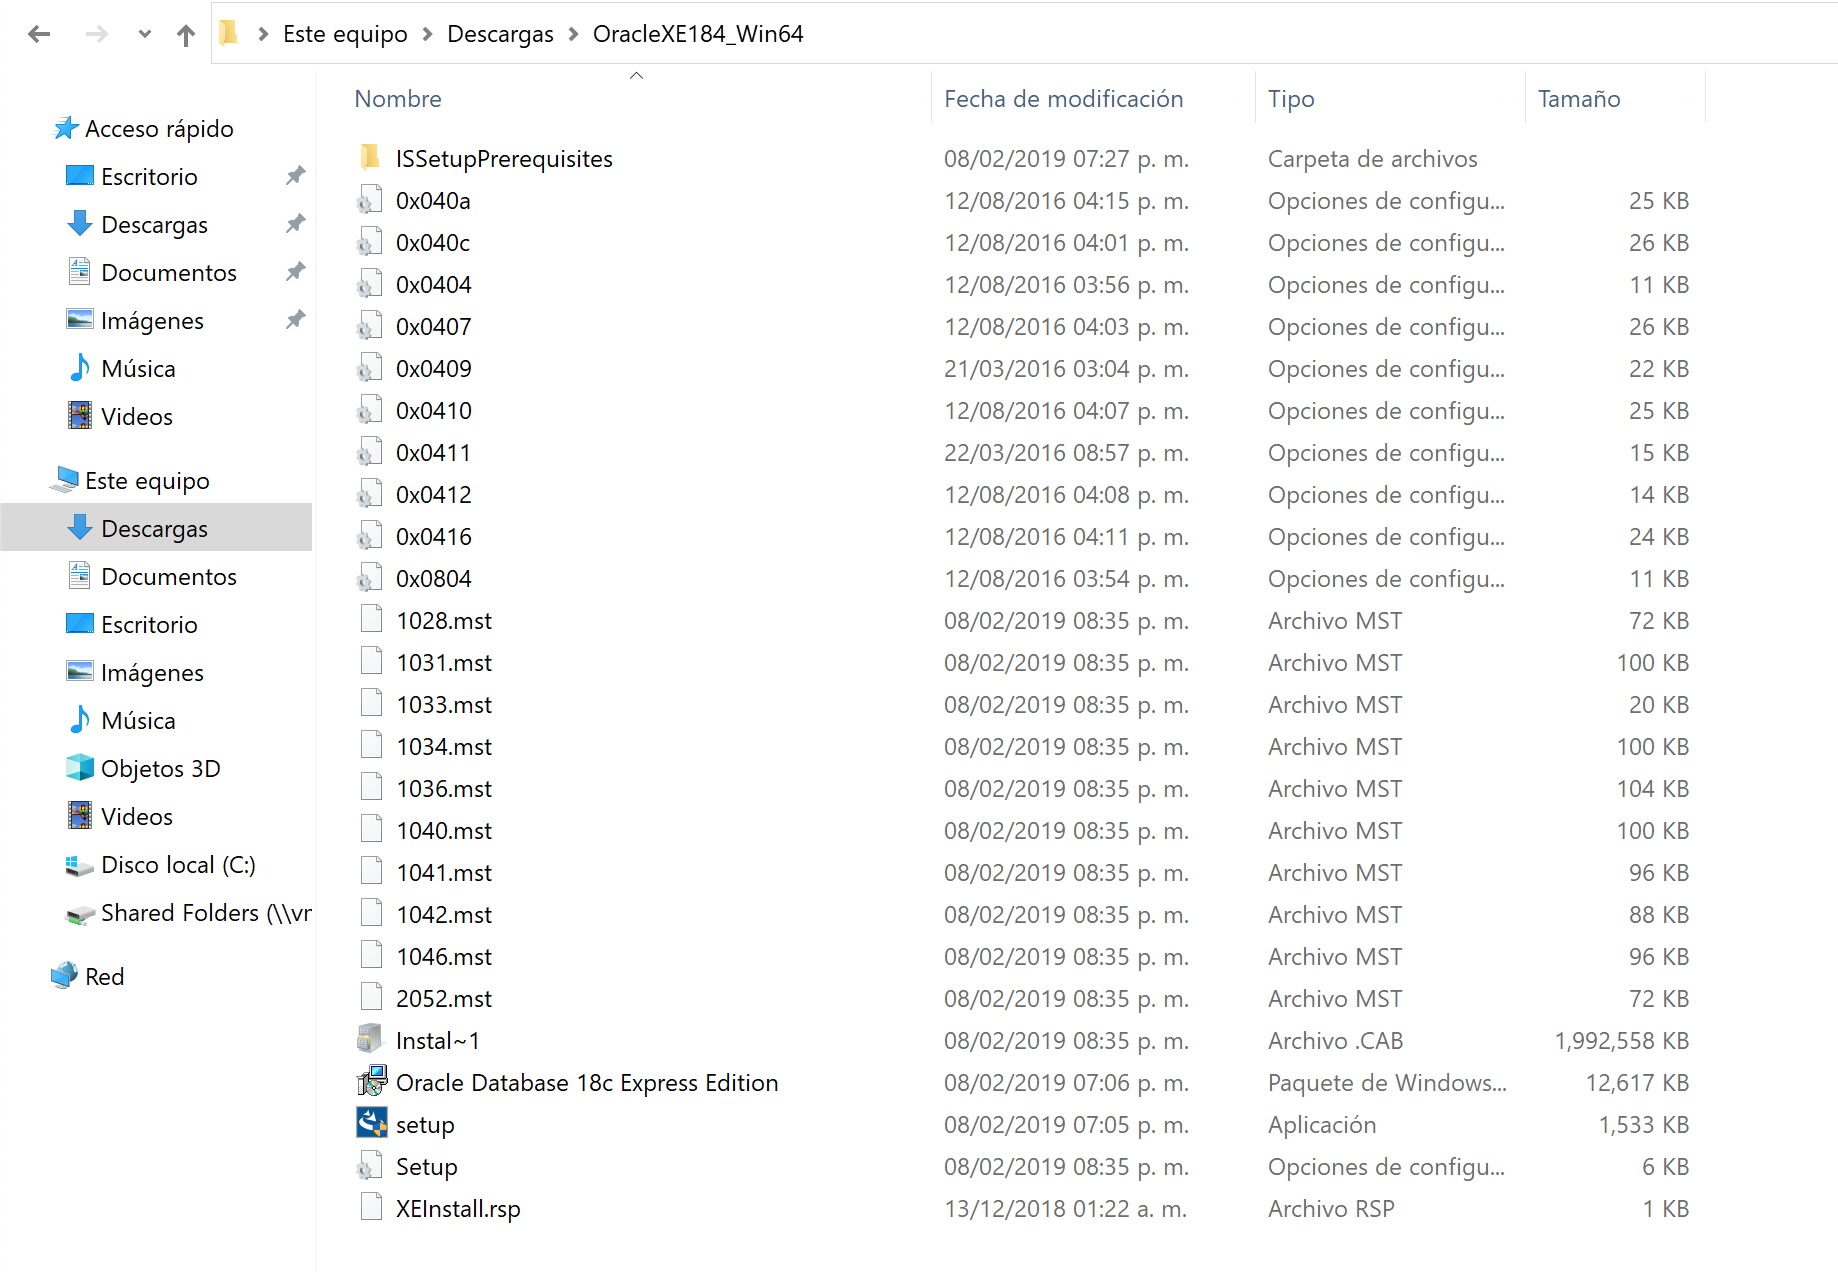 Este equipo > Descargas > OracleXE184_Win64
Nombre Fecha de modificación Tipo Tamaño
Acceso rápido
Escritorio
Descargas
Documentos
Imágenes
Música
Videos
Este equipo
Descargas
Documentos
Escritorio
Imágenes
Música
Objetos 3D
Videos
Disco local (C:)
Shared Folders (\\vr
Red
ISSetupPrerequisites 08/02/2019 07:27 p. m. Carpeta de archivos
0x040a 12/08/2016 04:15 p. m. Opciones de configu... 25 KB
0x040c 12/08/2016 04:01 p. m. Opciones de configu... 26 KB
0x0404 12/08/2016 03:56 p. m. Opciones de configu... 11 KB
0x0407 12/08/2016 04:03 p. m. Opciones de configu... 26 KB
0x0409 21/03/2016 03:04 p. m. Opciones de configu... 22 KB
0x0410 12/08/2016 04:07 p. m. Opciones de configu... 25 KB
0x0411 22/03/2016 08:57 p. m. Opciones de configu... 15 KB
0x0412 12/08/2016 04:08 p. m. Opciones de configu... 14 KB
0x0416 12/08/2016 04:11 p. m. Opciones de configu... 24 KB
0x0804 12/08/2016 03:54 p. m. Opciones de configu... 11 KB
1028.mst 08/02/2019 08:35 p. m. Archivo MST 72 KB
1031.mst 08/02/2019 08:35 p. m. Archivo MST 100 KB
1033.mst 08/02/2019 08:35 p. m. Archivo MST 20 KB
1034.mst 08/02/2019 08:35 p. m. Archivo MST 100 KB
1036.mst 08/02/2019 08:35 p. m. Archivo MST 104 KB
1040.mst 08/02/2019 08:35 p. m. Archivo MST 100 KB
1041.mst 08/02/2019 08:35 p. m. Archivo MST 96 KB
1042.mst 08/02/2019 08:35 p. m. Archivo MST 88 KB
1046.mst 08/02/2019 08:35 p. m. Archivo MST 96 KB
2052.mst 08/02/2019 08:35 p. m. Archivo MST 72 KB
Instal~1 08/02/2019 08:35 p. m. Archivo .CAB 1,992,558 KB
Oracle Database 18c Express Edition 08/02/2019 07:06 p. m. Paquete de Windows... 12,617 KB
setup 08/02/2019 07:05 p. m. Aplicación 1,533 KB
Setup 08/02/2019 08:35 p. m. Opciones de configu... 6 KB
XEInstall.rsp 13/12/2018 01:22 a. m. Archivo RSP 1 KB